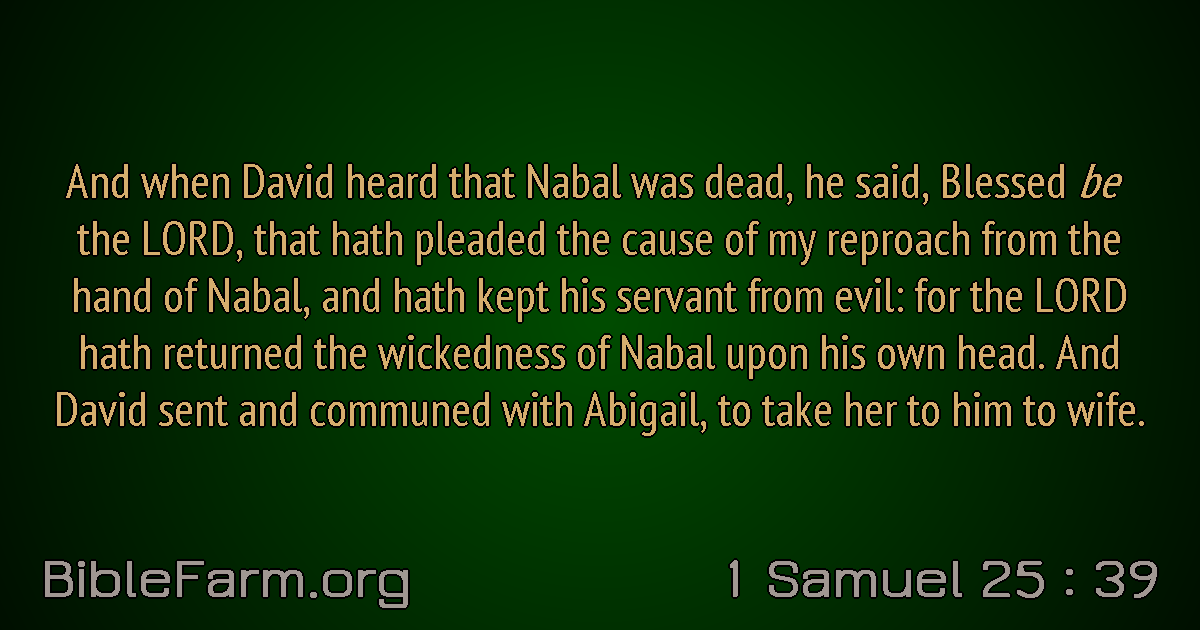 And when David heard that Nabal was dead, he said, Blessed be
the LORD, that hath pleaded the cause of my reproach from the
hand of Nabal, and hath kept his servant from evil: for the LORD
hath returned the wickedness of Nabal upon his own head. And
David sent and communed with Abigail, to take her to him to wife.
BibleFarm.org
1 Samuel 25 : 39